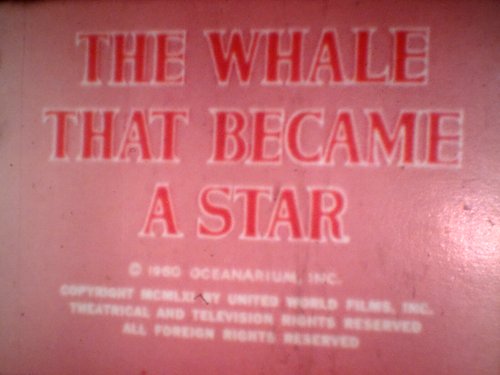 THE WHALE
THAT BECAME
A STAR
© 1960 OCEANARIUM, INC.
COPYRIGHT MCMLXI BY UNITED WORLD FILMS, INC.
THEATRICAL AND TELEVISION RIGHTS RESERVED
ALL FOREIGN RIGHTS RESERVED